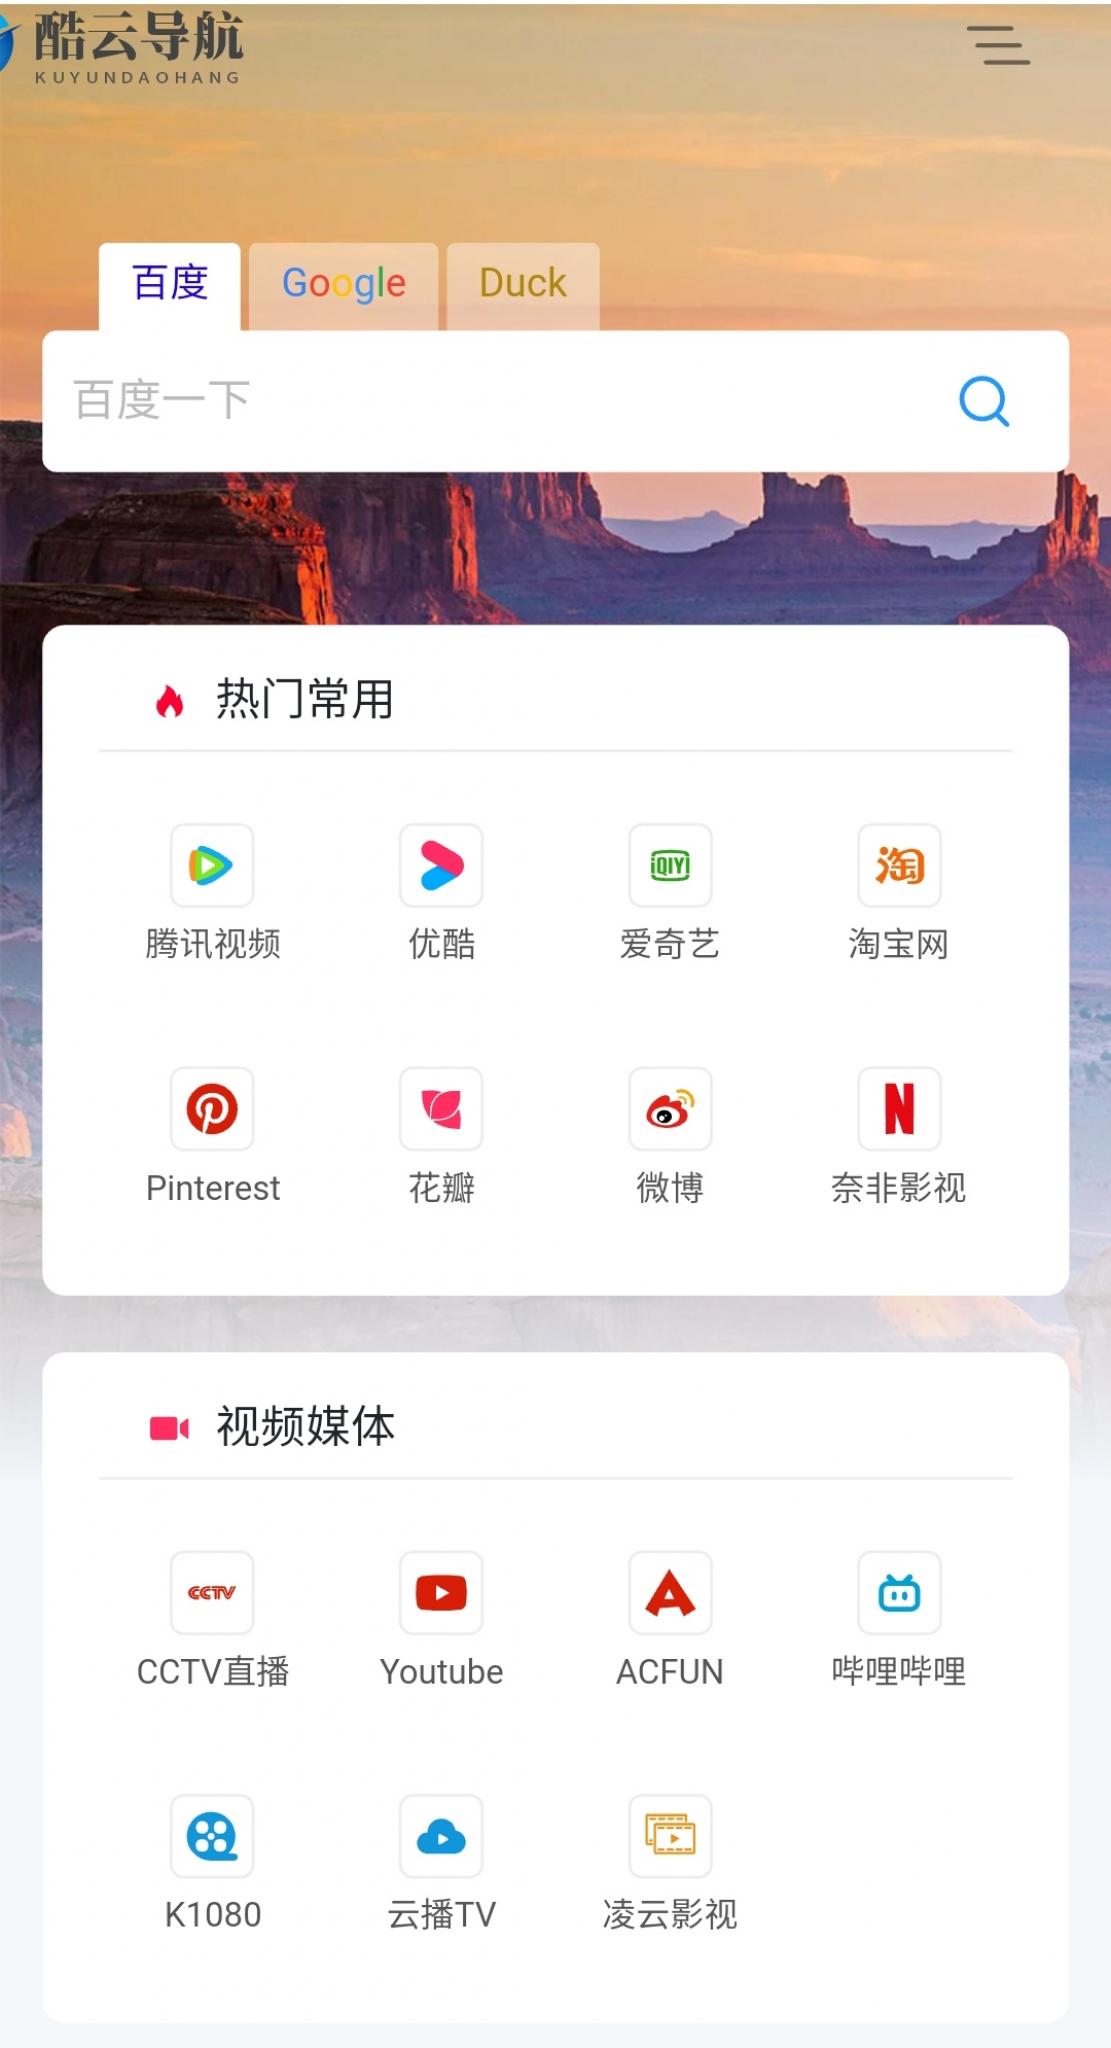 酷云导航
KUYUNDAOHANG
百度 Google Duck
百度一下
热门常用
iQIYI 淘
腾讯视频 优酷 爱奇艺 淘宝网
N
Pinterest 花瓣 微博 奈非影视
视频媒体
CCTV
CCTV直播 Youtube ACFUN 哔哩哔哩
K1080 云播TV 凌云影视